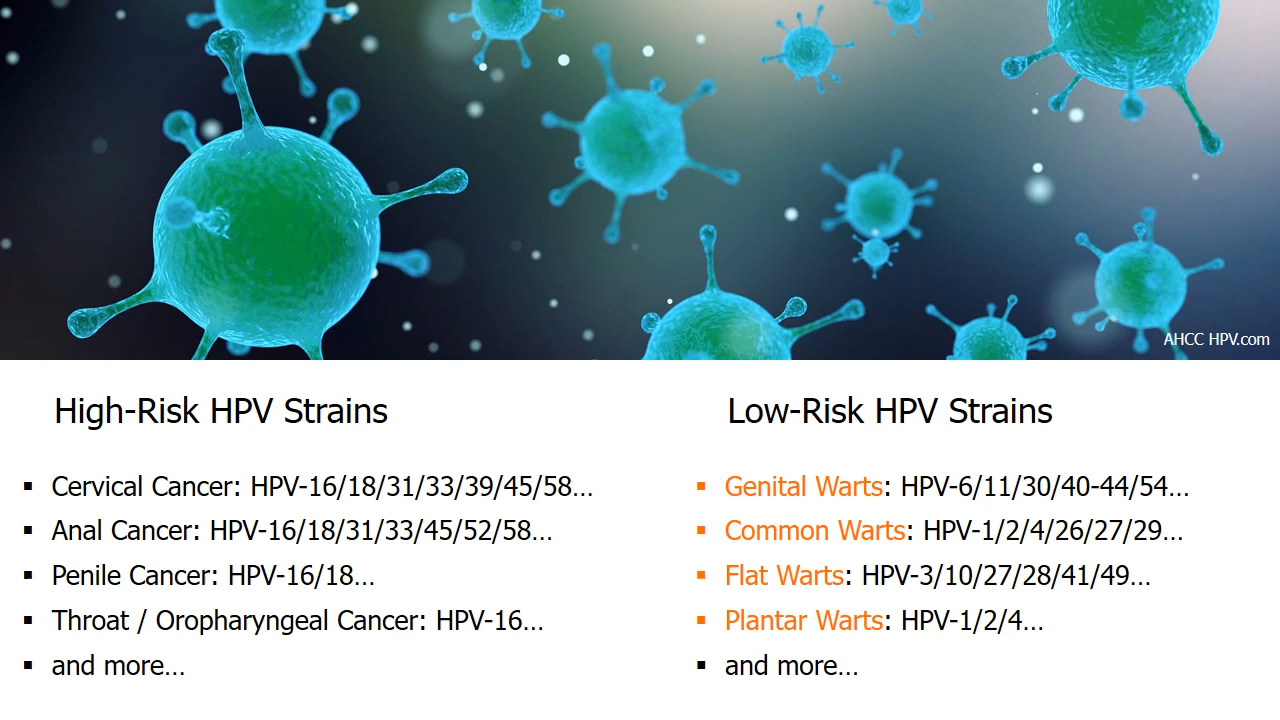 AHCC HPV.com
High-Risk HPV Strains
▪ Cervical Cancer: HPV-16/18/31/33/39/45/58…
▪ Anal Cancer: HPV-16/18/31/33/45/52/58…
▪ Penile Cancer: HPV-16/18…
▪ Throat / Oropharyngeal Cancer: HPV-16…
▪ and more…
Low-Risk HPV Strains
▪ Genital Warts: HPV-6/11/30/40-44/54…
▪ Common Warts: HPV-1/2/4/26/27/29…
▪ Flat Warts: HPV-3/10/27/28/41/49…
▪ Plantar Warts: HPV-1/2/4…
▪ and more…